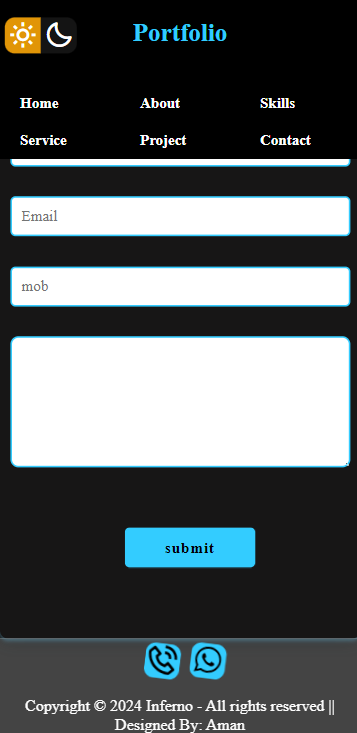 Portfolio
Home About Skills
Service Project Contact
Email
mob
submit
Copyright © 2024 Inferno - All rights reserved ||
Designed By: Aman